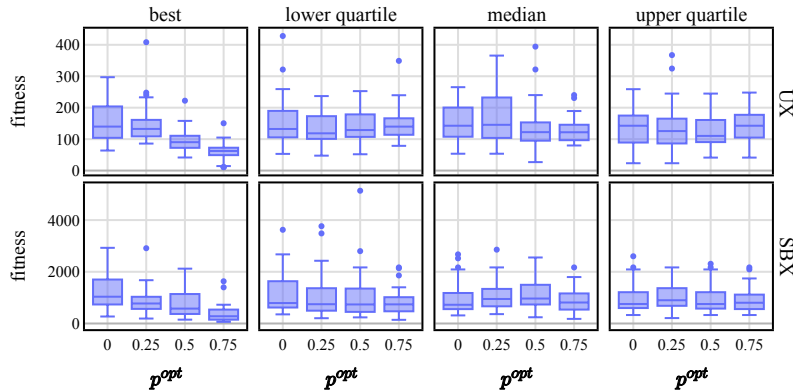 best lower quartile median upper quartile
fitness 400 300 200 100 0 UX
fitness 4000 2000 0 SBX
0 0.25 0.5 0.75 0 0.25 0.5 0.75 0 0.25 0.5 0.75 0 0.25 0.5 0.75
p^opt p^opt p^opt p^opt